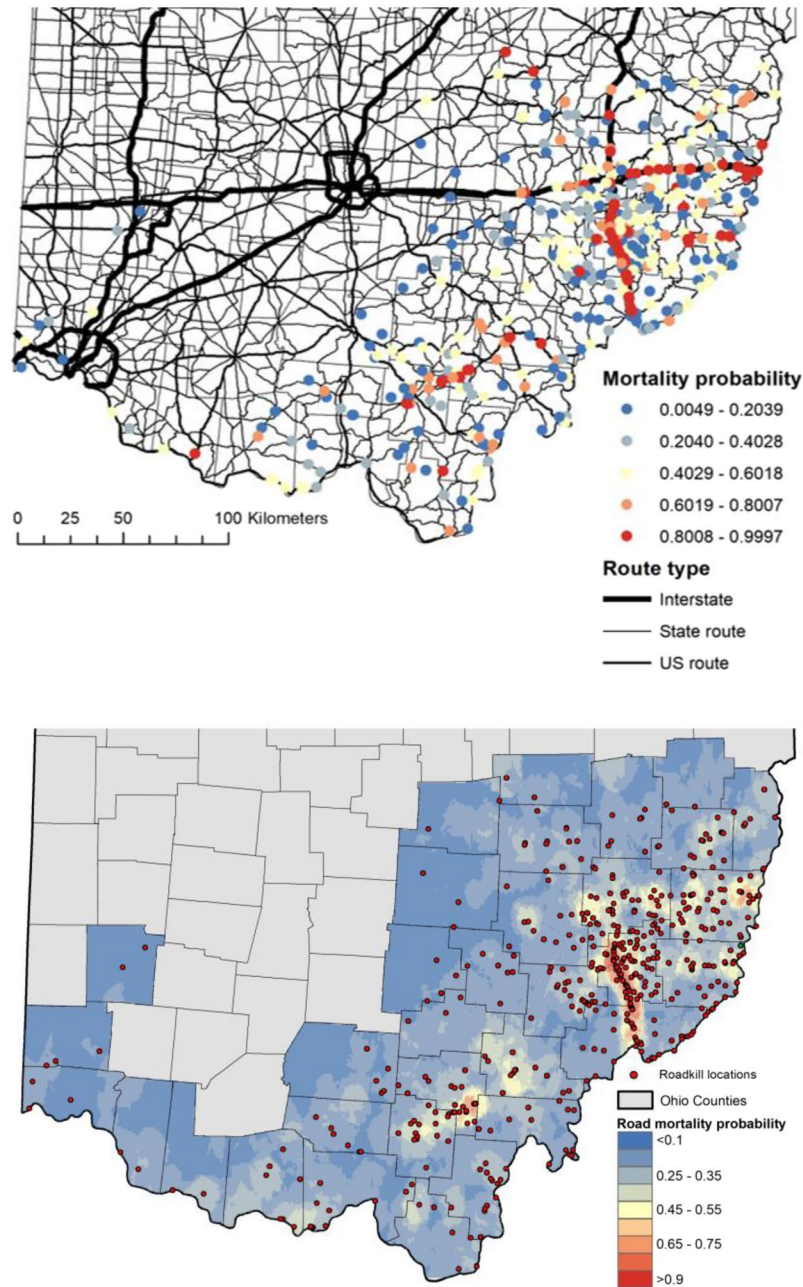 Mortality probability
0.0049 - 0.2039
0.2040 - 0.4028
0.4029 - 0.6018
0.6019 - 0.8007
0.8008 - 0.9997
0 25 50 100 Kilometers
Route type
Interstate
State route
US route
Roadkill locations
Ohio Counties
Road mortality probability
<0.1
0.25 - 0.35
0.45 - 0.55
0.65 - 0.75
>0.9